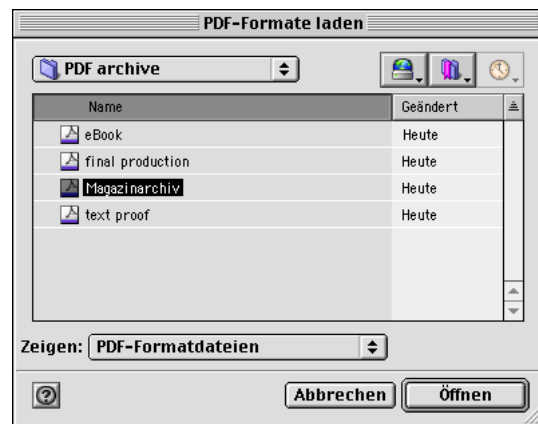 PDF-Formate laden
PDF archive
Name Geändert
eBook Heute
final production Heute
Magazinarchiv Heute
text proof Heute
Zeigen: PDF-Formatdateien
? Abbrechen Öffnen